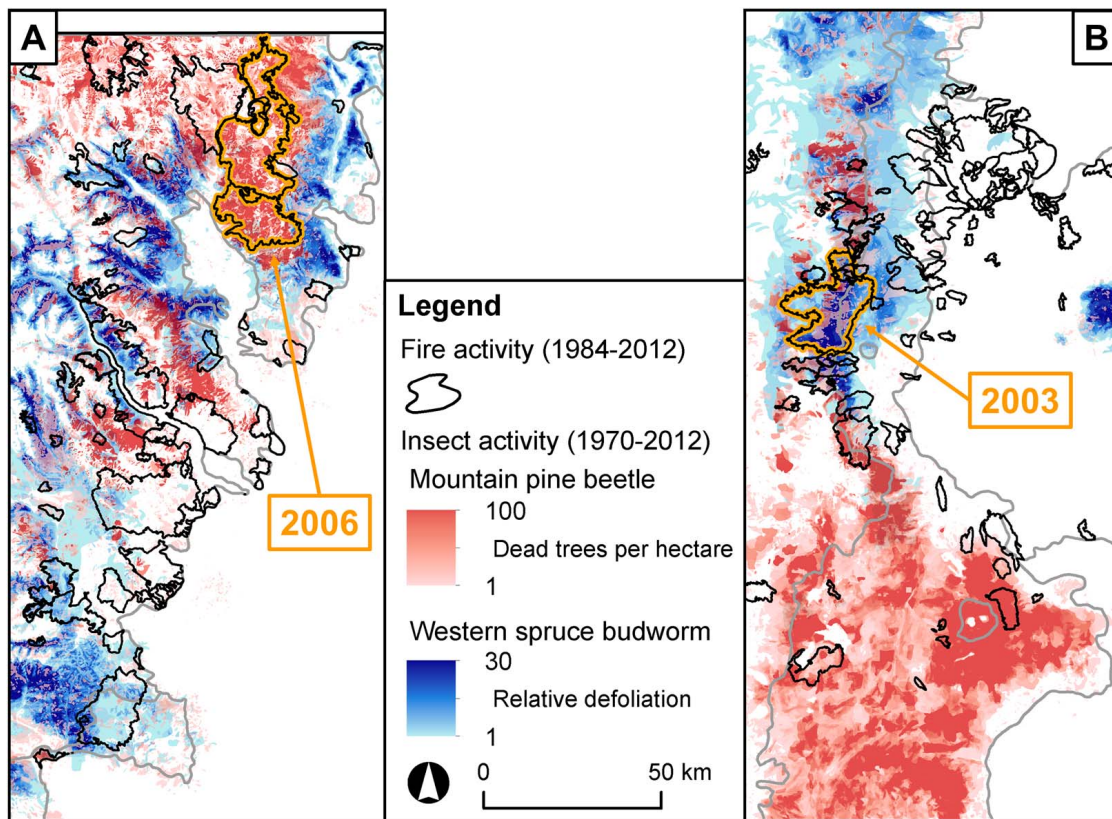 A
B
2006
2003
Legend
Fire activity (1984-2012)
Insect activity (1970-2012)
Mountain pine beetle
100
Dead trees per hectare
1
Western spruce budworm
30
Relative defoliation
1
0 50 km